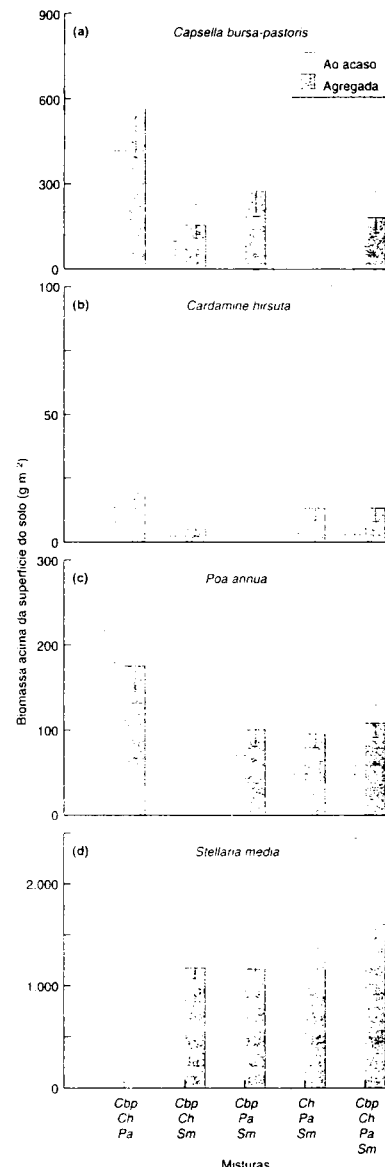 900
(a)
Capsella bursa-pastoris
Ao acaso
Agregada
600
300
0
100
(b)
Cardamine hirsuta
50
0
300
(c)
Poa annua
200
100
0
(d)
Stellaria media
2.000
1.000
0
Biomassa acima da superfície do solo (g m⁻²)
Cbp Cbp Cbp Ch Cbp
Ch Ch Pa Pa Ch
Pa Sm Sm Sm Pa
Sm
Misturas